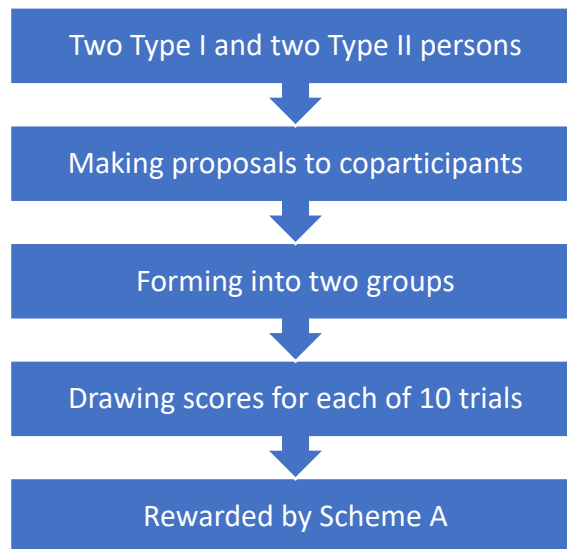 Two Type I and two Type II persons
Making proposals to coparticipants
Forming into two groups
Drawing scores for each of 10 trials
Rewarded by Scheme A